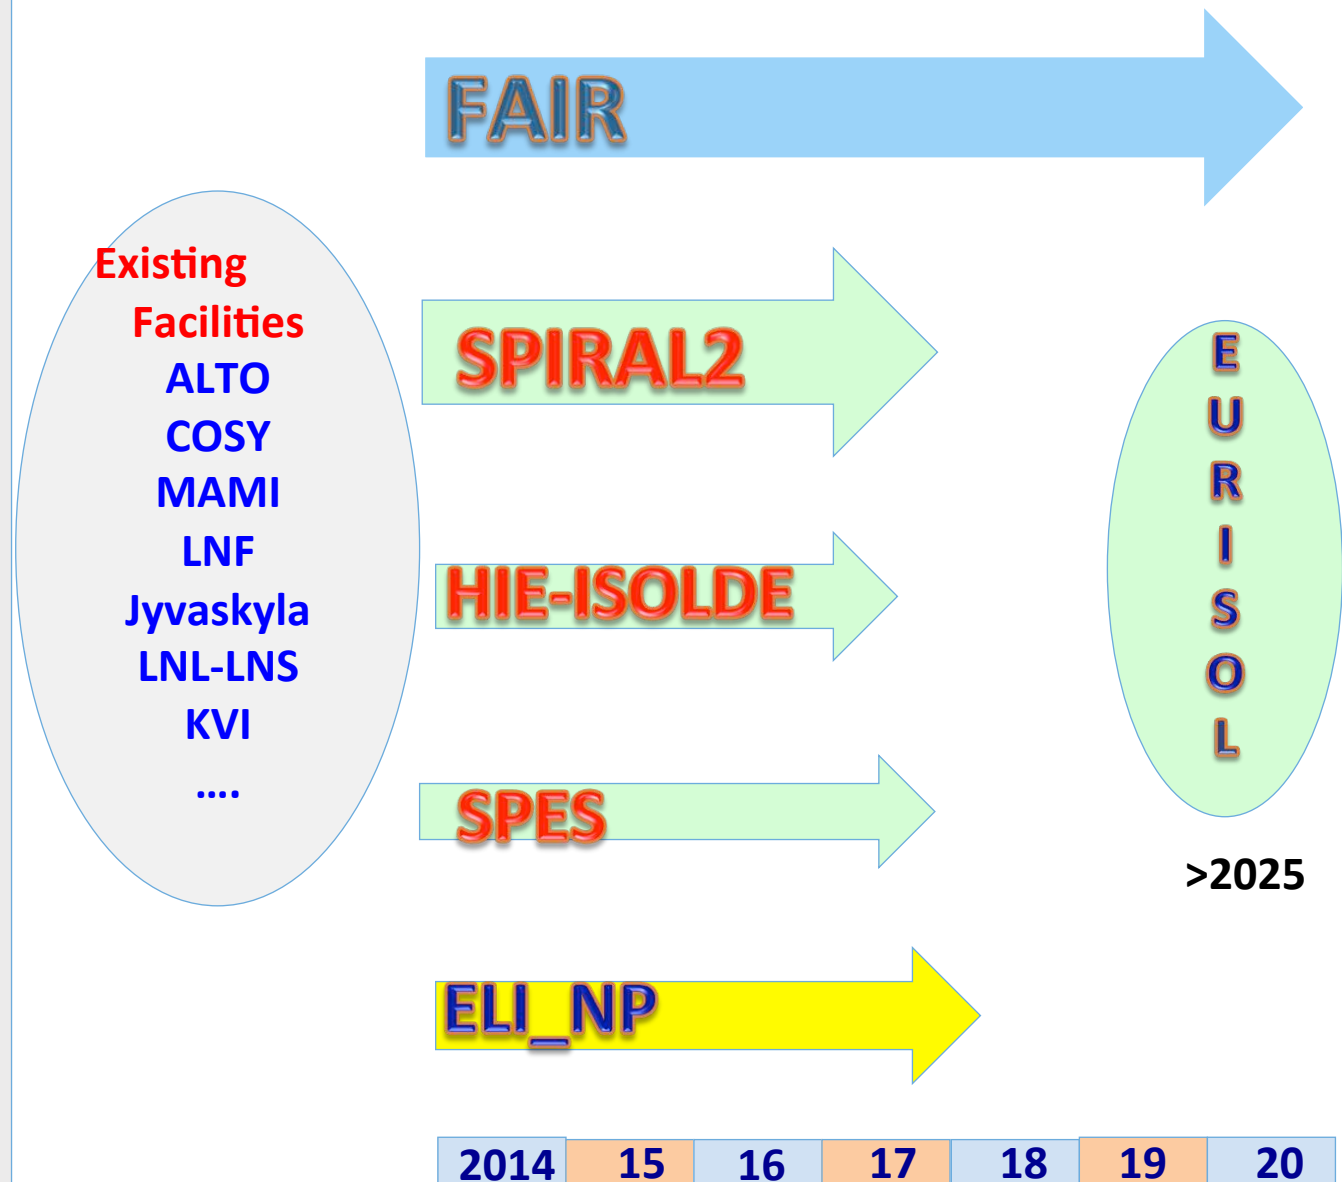 FAIR
Existing
Facilities
ALTO
COSY
MAMI
LNF
Jyvaskyla
LNL-LNS
KVI
....
SPIRAL2
HIE-ISOLDE
SPES
ELI_NP
E
U
R
I
S
O
L
>2025
2014 15 16 17 18 19 20